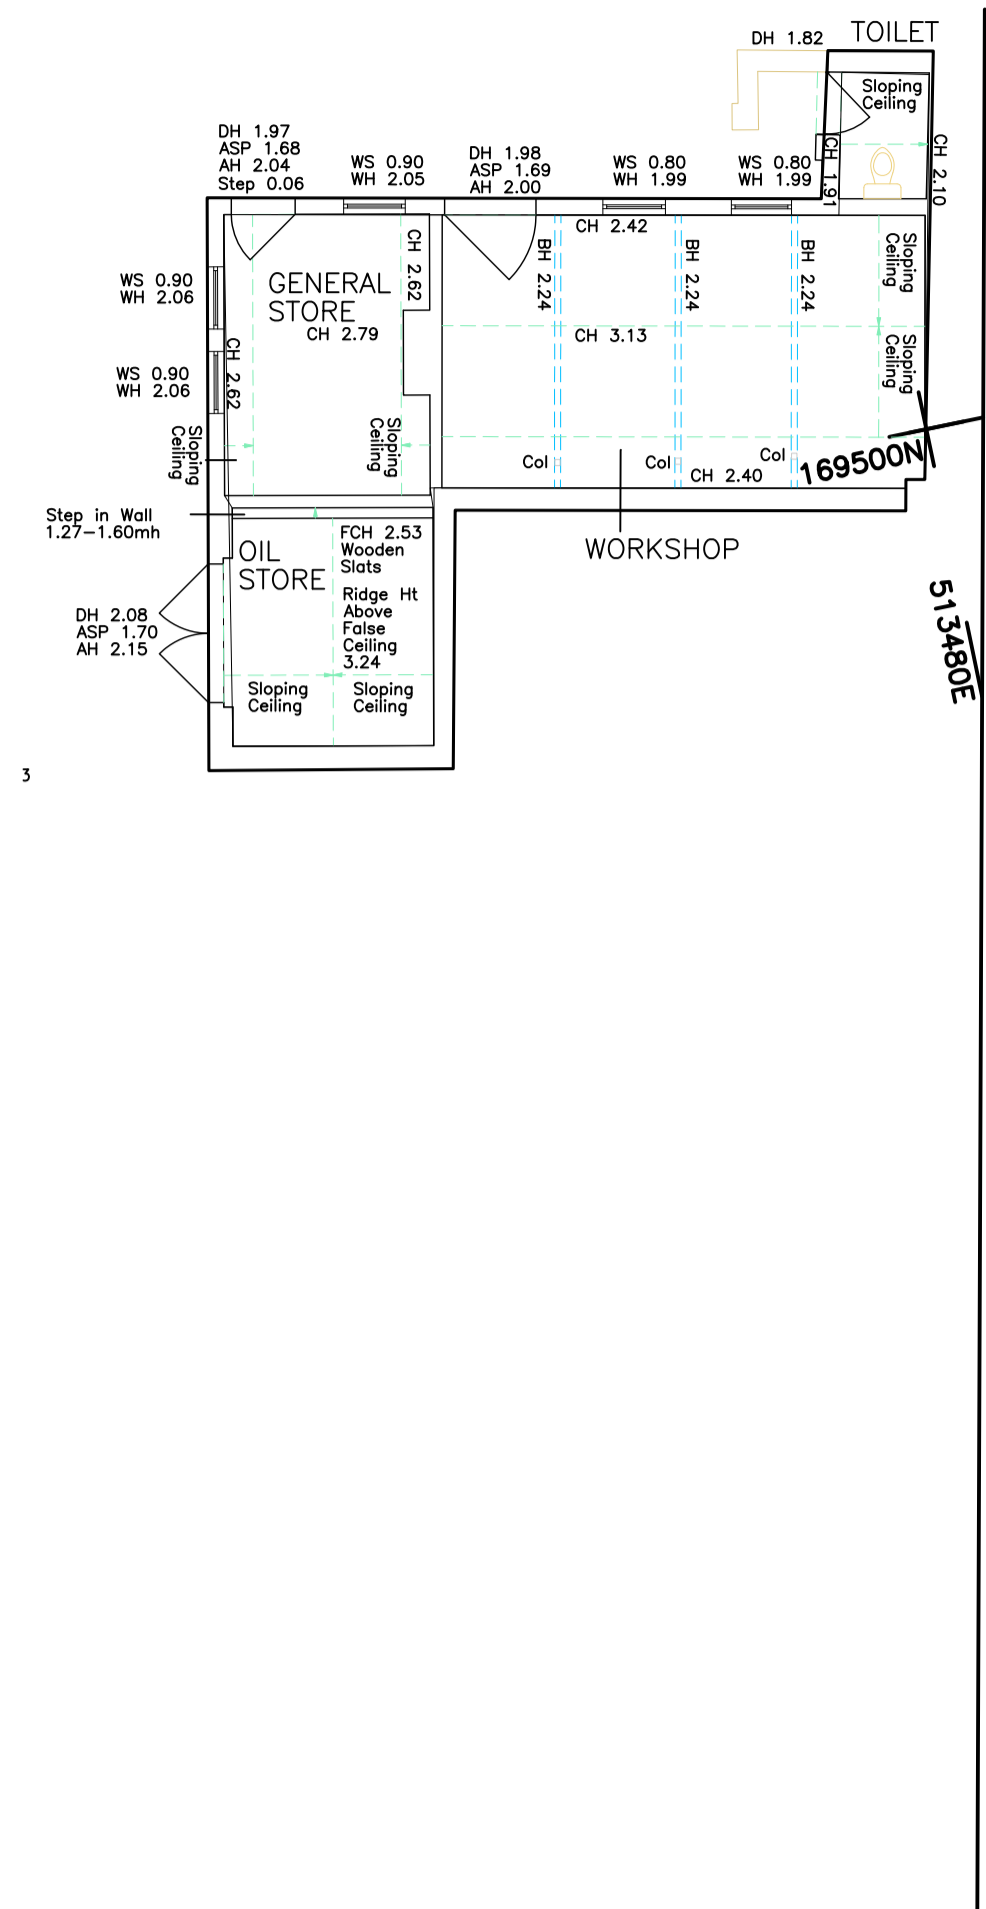 TOILET
DH 1.82
Sloping
Ceiling
CH 1.91
CH 2.10
DH 1.97
ASP 1.68
AH 2.04
Step 0.06
WS 0.90
WH 2.05
DH 1.98
ASP 1.69
AH 2.00
WS 0.80
WH 1.99
WS 0.80
WH 1.99
WS 0.90
WH 2.06
WS 0.90
WH 2.06
GENERAL
STORE
CH 2.79
CH 2.62
CH 2.62
Sloping
Ceiling
Sloping
Ceiling
CH 2.42
BH 2.24
BH 2.24
BH 2.24
CH 3.13
Sloping
Ceiling
Sloping
Ceiling
Col
Col
Col
CH 2.40
169500N
WORKSHOP
513480E
Step in Wall
1.27-1.60mh
OIL
STORE
FCH 2.53
Wooden
Slats
Ridge Ht
Above
False
Ceiling
3.24
DH 2.08
ASP 1.70
AH 2.15
Sloping
Ceiling
Sloping
Ceiling
3